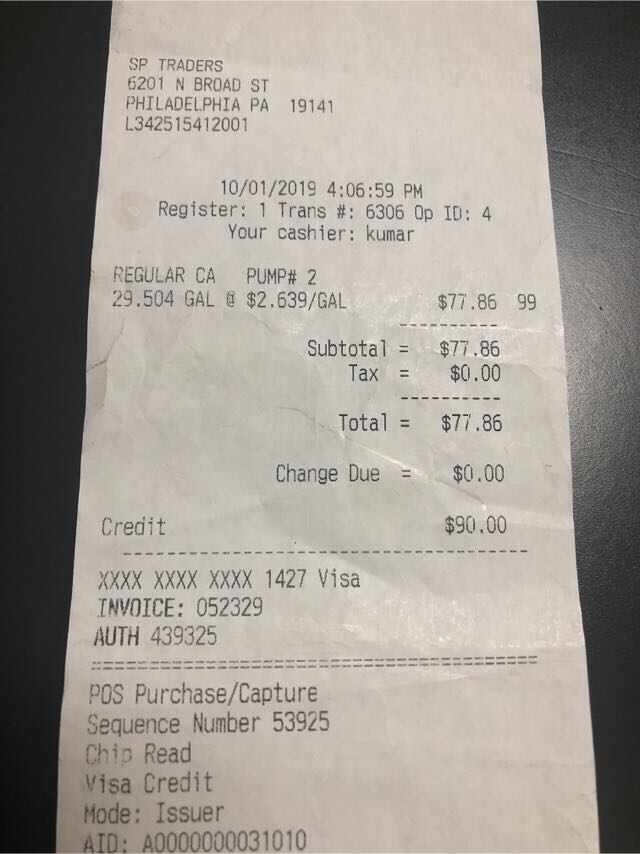 SP TRADERS
6201 N BROAD ST
PHILADELPHIA PA 19141
L342515412001
10/01/2019 4:06:59 PM
Register: 1 Trans #: 6306 Op ID: 4
Your cashier: kumar
REGULAR CA PUMP# 2
29.504 GAL @ $2.639/GAL $77.86 99
----------
Subtotal = $77.86
Tax = $0.00
----------
Total = $77.86
Change Due = $0.00
Credit $90.00
----------------------------------------
XXXX XXXX XXXX 1427 Visa
INVOICE: 052329
AUTH 439325
========================================
POS Purchase/Capture
Sequence Number 53925
Chip Read
Visa Credit
Mode: Issuer
AID: A0000000031010